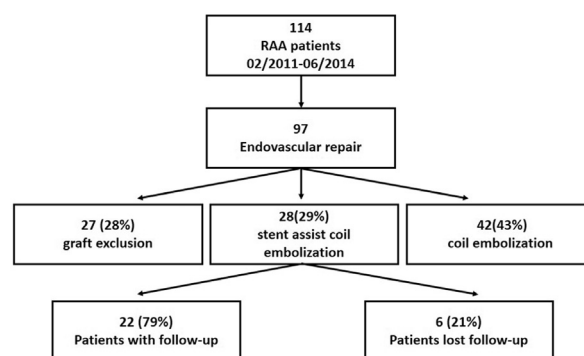 114
RAA patients
02/2011-06/2014
97
Endovascular repair
27 (28%)
graft exclusion
28(29%)
stent assist coil
embolization
42(43%)
coil embolization
22 (79%)
Patients with follow-up
6 (21%)
Patients lost follow-up